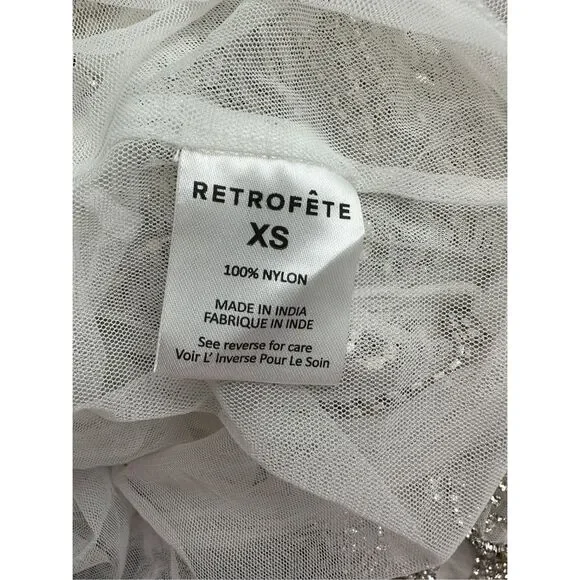 RETROFÊTE
XS
100% NYLON
MADE IN INDIA
FABRIQUE IN INDE
See reverse for care
Voir L' Inverse Pour Le Soin